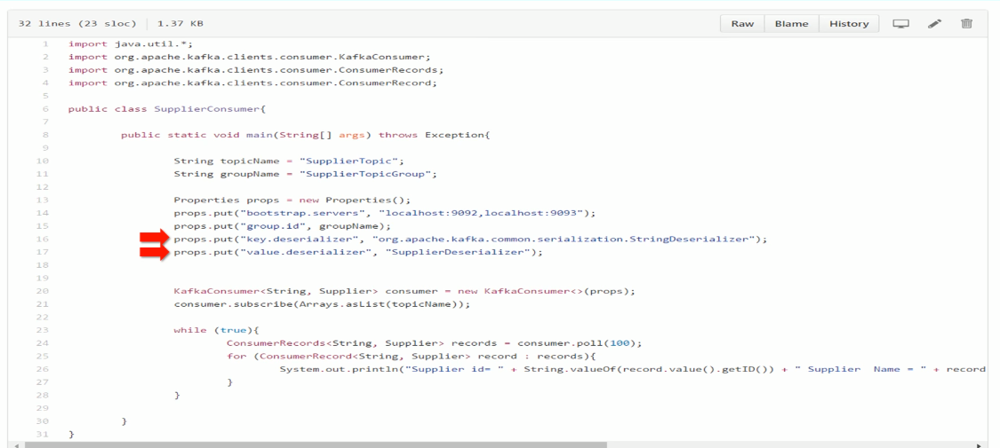 32 lines (23 sloc) 1.37 KB Raw Blame History
1 import java.util.*;
2 import org.apache.kafka.clients.consumer.KafkaConsumer;
3 import org.apache.kafka.clients.consumer.ConsumerRecords;
4 import org.apache.kafka.clients.consumer.ConsumerRecord;
5
6 public class SupplierConsumer{
7
8 public static void main(String[] args) throws Exception{
9
10 String topicName = "SupplierTopic";
11 String groupName = "SupplierTopicGroup";
12
13 Properties props = new Properties();
14 props.put("bootstrap.servers", "localhost:9092,localhost:9093");
15 props.put("group.id", groupName);
16 props.put("key.deserializer", "org.apache.kafka.common.serialization.StringDeserializer");
17 props.put("value.deserializer", "SupplierDeserializer");
18
19
20 KafkaConsumer<String, Supplier> consumer = new KafkaConsumer<>(props);
21 consumer.subscribe(Arrays.asList(topicName));
22
23 while (true){
24 ConsumerRecords<String, Supplier> records = consumer.poll(100);
25 for (ConsumerRecord<String, Supplier> record : records){
26 System.out.println("Supplier id= " + String.valueOf(record.value().getID()) + " Supplier  Name = " + record
27 }
28 }
29
30 }
31 }